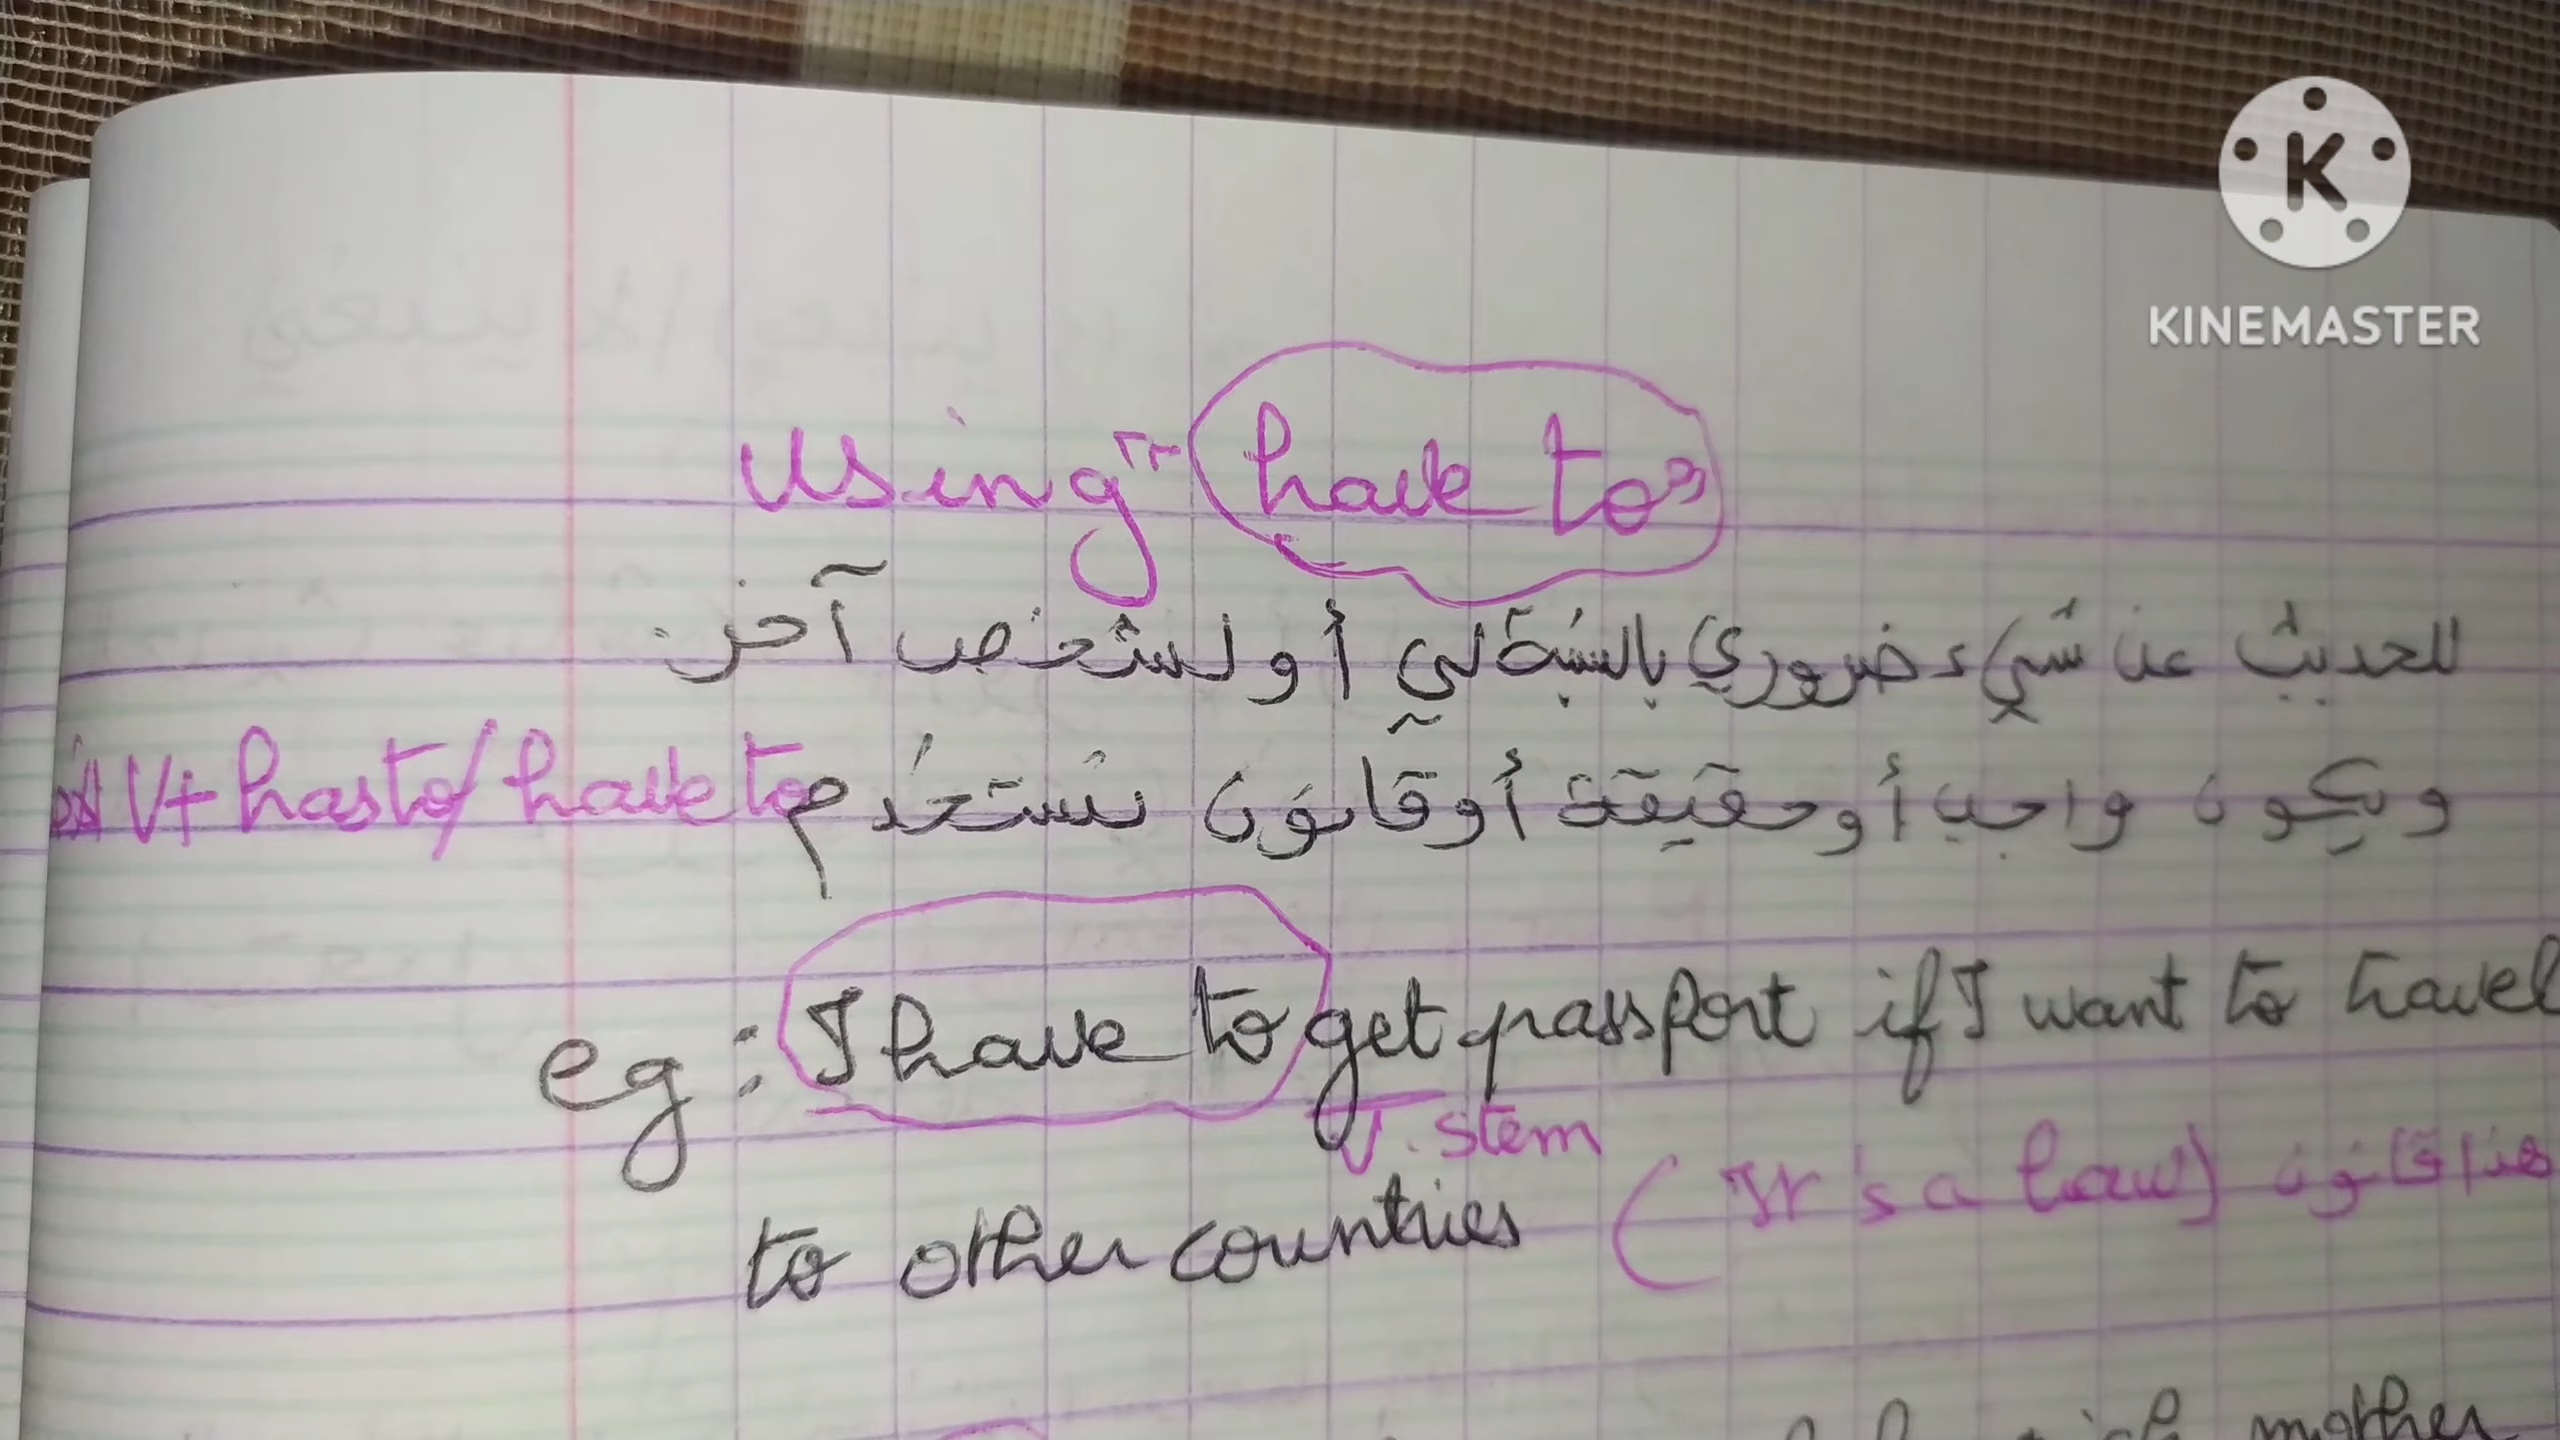 KINEMASTER
using "have to"
للحديث عن شيء ضروري بالنسبة لي أو لشخص آخر.
ويكون واجب أو حقيقة أو قانون نستخدم
V+ has to/ have to
eg: I have to get passport if I want to travel
V. stem
to other countries (It's a law) هذا قانون
mother